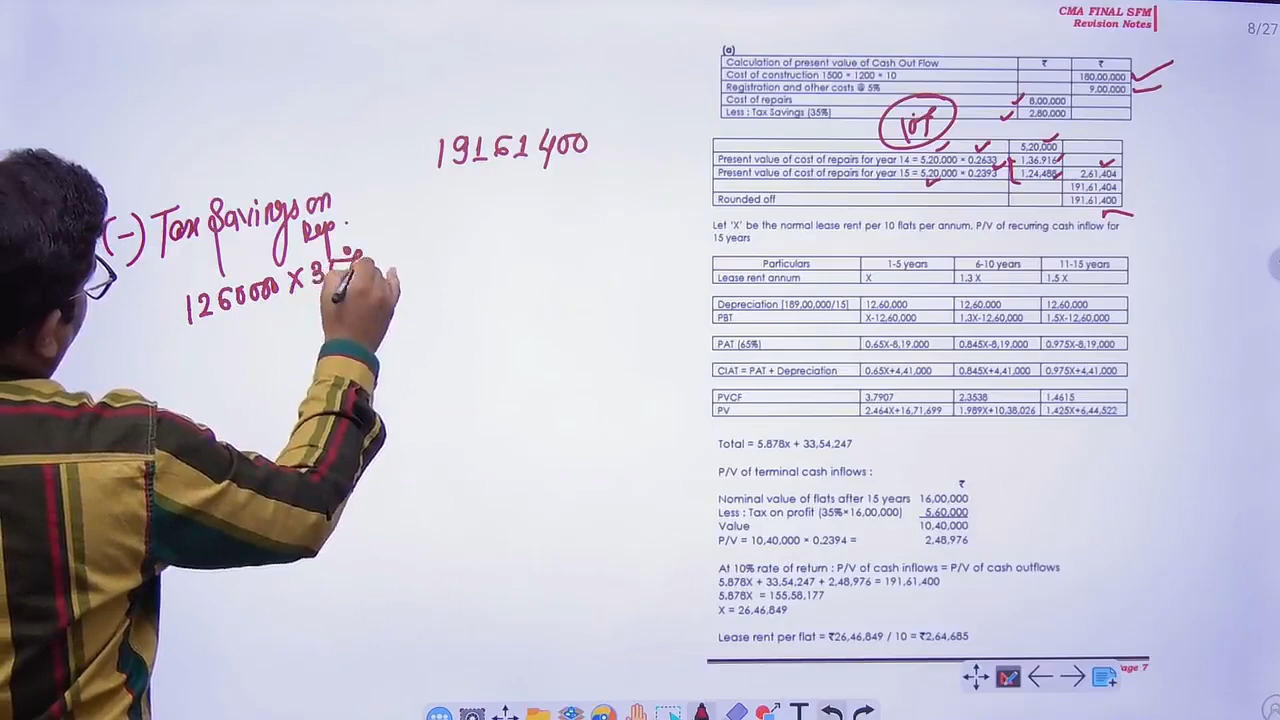 CMA FINAL SFM
Revision Notes
8/27
(a)
Calculation of present value of Cash Out Flow ₹ ₹
Cost of construction 1500 * 1200 * 10 180,00,000
Registration and other costs @ 5% 9,00,000
Cost of repairs 8,00,000
Less : Tax Savings (35%) 2,80,000
10%
5,20,000
Present value of cost of repairs for year 14 = 5,20,000 * 0.2633 1,36,916
Present value of cost of repairs for year 15 = 5,20,000 * 0.2393 1,24,488 2,61,404
191,61,404
Rounded off 191,61,400
19161400
(-) Tax Savings on
Dep.
1260000 × 35%
Let 'X' be the normal lease rent per 10 flats per annum. P/V of recurring cash inflow for
15 years
Particulars 1-5 years 6-10 years 11-15 years
Lease rent annum X 1.3 X 1.5 X
Depreciation [189,00,000/15] 12,60,000 12,60,000 12,60,000
PBT X-12,60,000 1.3X-12,60,000 1.5X-12,60,000
PAT (65%) 0.65X-8,19,000 0.845X-8,19,000 0.975X-8,19,000
CIAT = PAT + Depreciation 0.65X+4,41,000 0.845X+4,41,000 0.975X+4,41,000
PVCF 3.7907 2.3538 1.4615
PV 2.464X+16,71,699 1.989X+10,38,026 1.425X+6,44,522
Total = 5.878x + 33,54,247
P/V of terminal cash inflows :
₹
Nominal value of flats after 15 years 16,00,000
Less : Tax on profit (35%*16,00,000) 5,60,000
Value 10,40,000
P/V = 10,40,000 * 0.2394 = 2,48,976
At 10% rate of return : P/V of cash inflows = P/V of cash outflows
5.878X + 33,54,247 + 2,48,976 = 191,61,400
5.878X = 155,58,177
X = 26,46,849
Lease rent per flat = ₹26,46,849 / 10 = ₹2,64,685
age 7